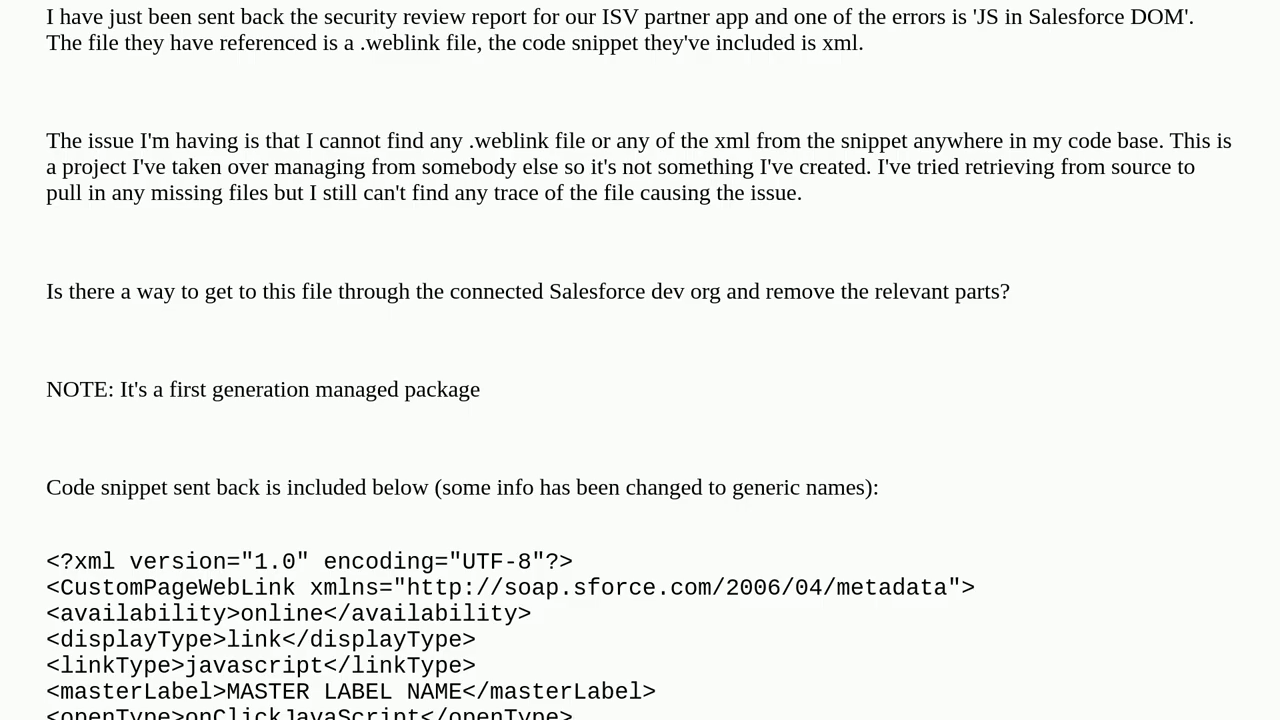 I have just been sent back the security review report for our ISV partner app and one of the errors is 'JS in Salesforce DOM'.
The file they have referenced is a .weblink file, the code snippet they've included is xml.
The issue I'm having is that I cannot find any .weblink file or any of the xml from the snippet anywhere in my code base. This is
a project I've taken over managing from somebody else so it's not something I've created. I've tried retrieving from source to
pull in any missing files but I still can't find any trace of the file causing the issue.
Is there a way to get to this file through the connected Salesforce dev org and remove the relevant parts?
NOTE: It's a first generation managed package
Code snippet sent back is included below (some info has been changed to generic names):
<?xml version="1.0" encoding="UTF-8"?>
<CustomPageWebLink xmlns="http://soap.sforce.com/2006/04/metadata">
<availability>online</availability>
<displayType>link</displayType>
<linkType>javascript</linkType>
<masterLabel>MASTER LABEL NAME</masterLabel>
<openType>onClickJavaScript</openType>